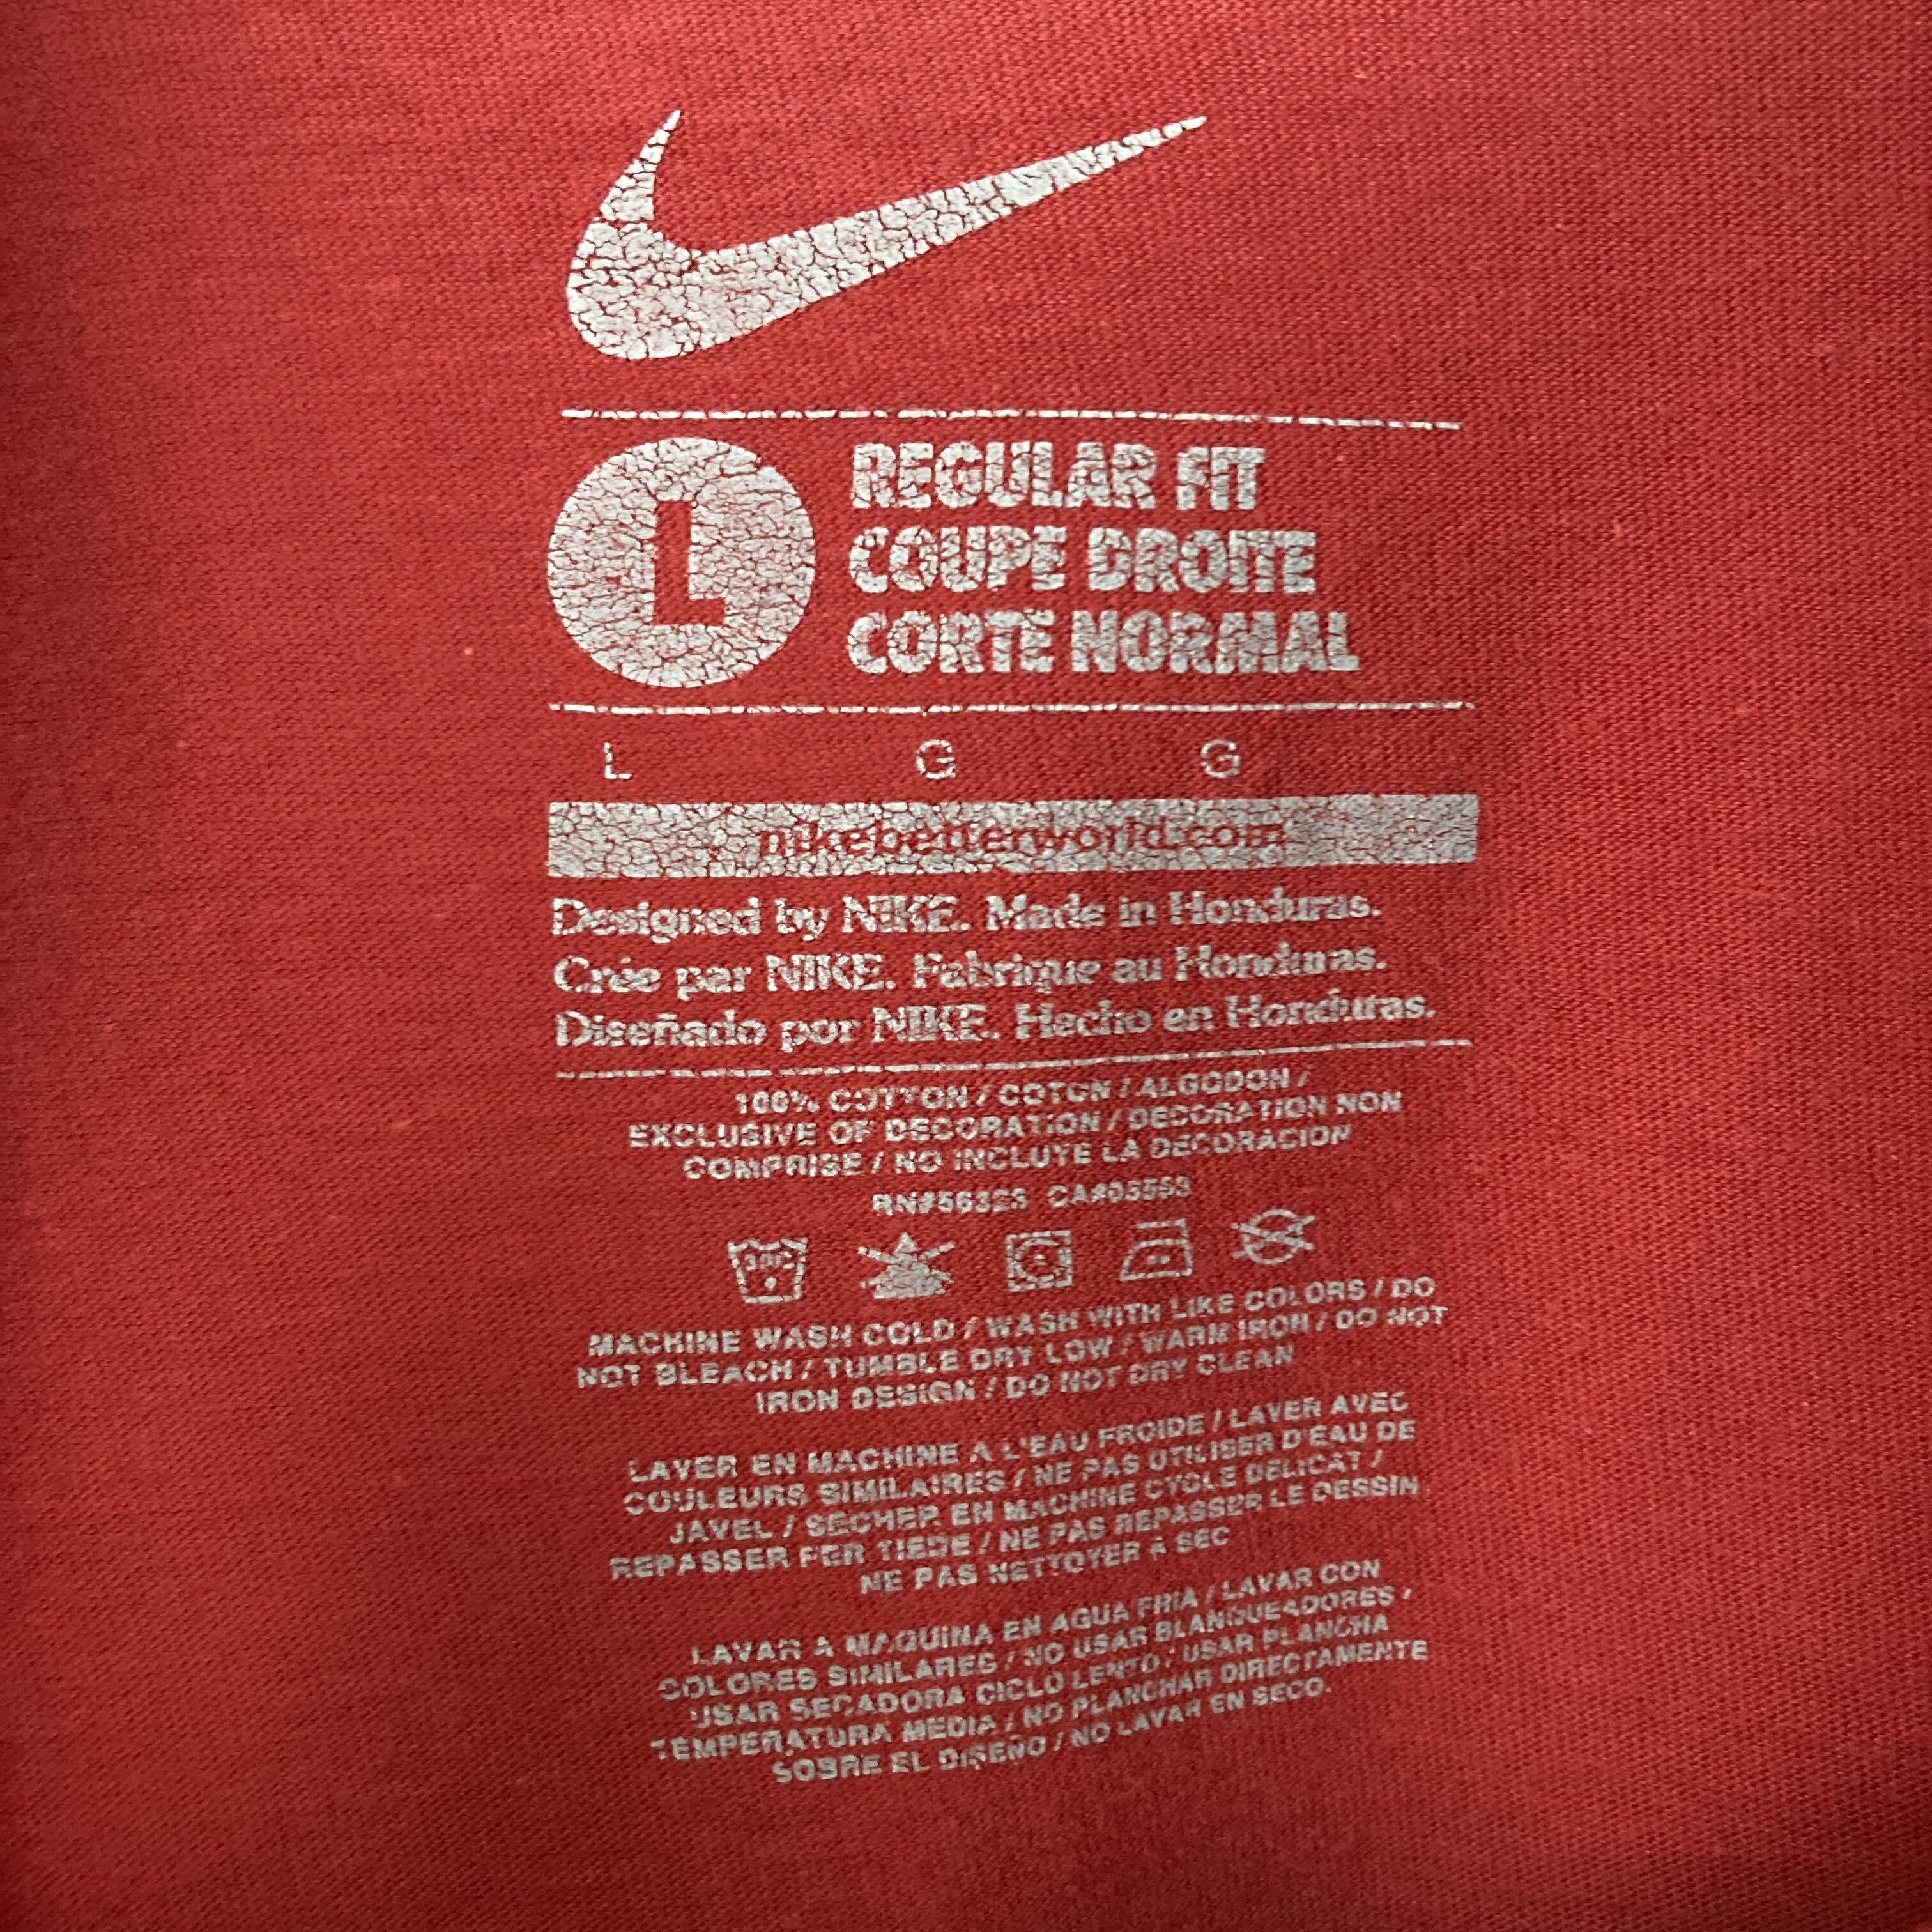 L
REGULAR FIT
COUPE DROITE
CORTE NORMAL
L G G
nikebetterworld.com
Designed by NIKE. Made in Honduras.
Crée par NIKE. Fabrique au Honduras.
Diseñado por NIKE. Hecho en Honduras.
100% COTTON / COTON / ALGODON /
EXCLUSIVE OF DECORATION / DECORATION NON
COMPRISE / NO INCLUYE LA DECORACION
RN#56323 CA#05553
30°C
MACHINE WASH COLD / WASH WITH LIKE COLORS / DO
NOT BLEACH / TUMBLE DRY LOW / WARM IRON / DO NOT
IRON DESIGN / DO NOT DRY CLEAN
LAVER EN MACHINE A L'EAU FROIDE / LAVER AVEC
COULEURS SIMILAIRES / NE PAS UTILISER D'EAU DE
JAVEL / SECHER EN MACHINE CYCLE DELICAT /
REPASSER FER TIEDE / NE PAS REPASSER LE DESSIN
NE PAS NETTOYER À SEC
LAVAR A MAQUINA EN AGUA FRIA / LAVAR CON
COLORES SIMILARES / NO USAR BLANQUEADORES /
USAR SECADORA CICLO LENTO / USAR PLANCHA
TEMPERATURA MEDIA / NO PLANCHAR DIRECTAMENTE
SOBRE EL DISEÑO / NO LAVAR EN SECO.